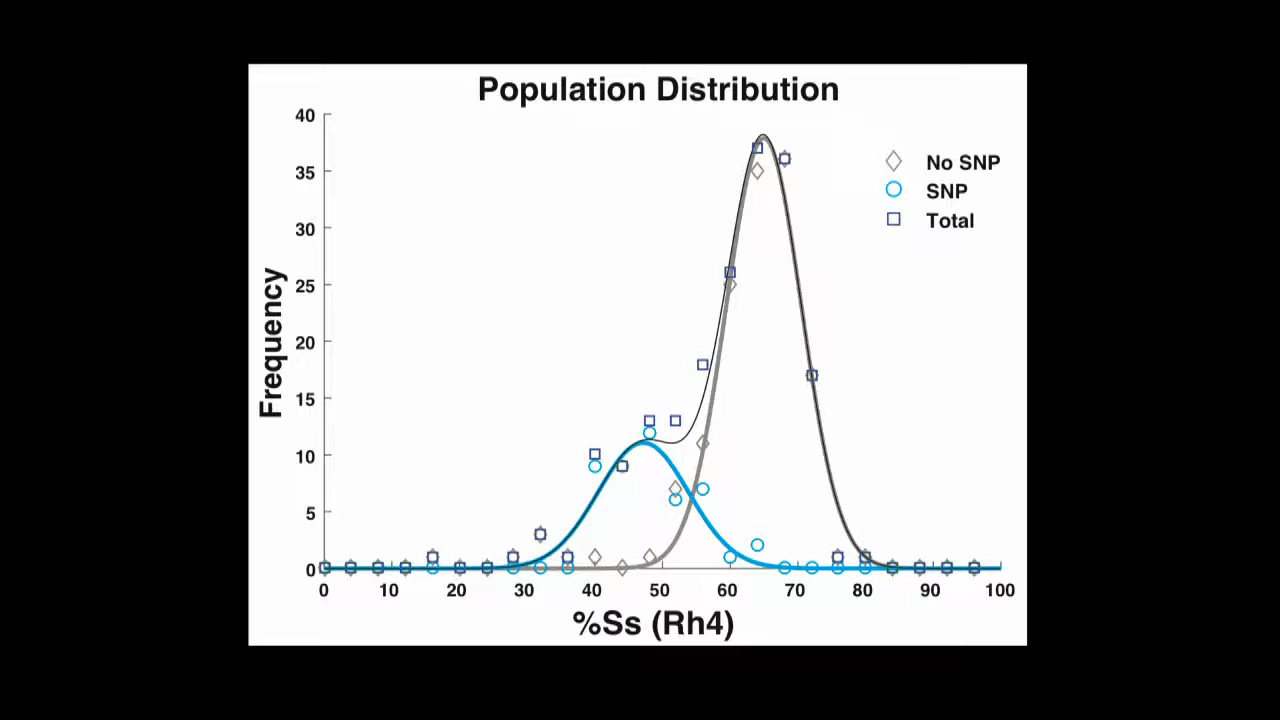 Population Distribution
40
35
30
25
20
15
10
5
0
Frequency
No SNP
SNP
Total
0 10 20 30 40 50 60 70 80 90 100
%Ss (Rh4)